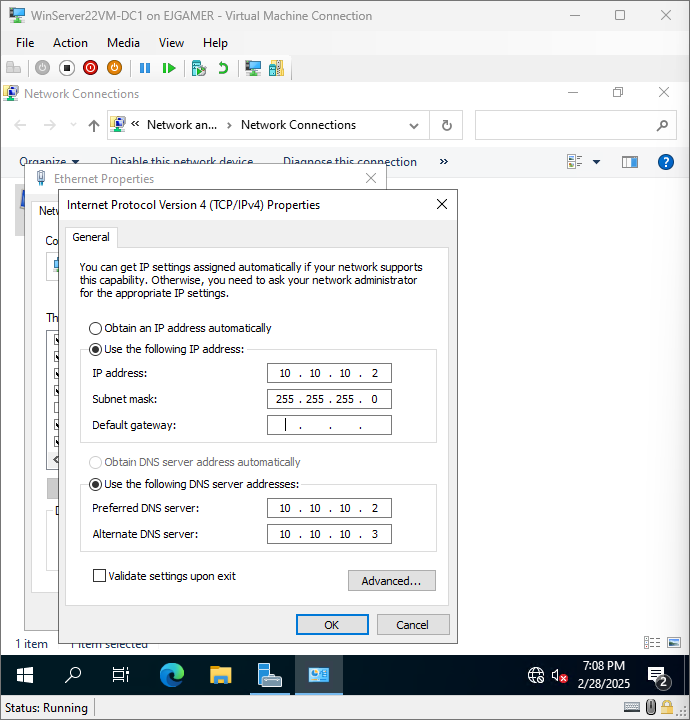 WinServer22VM-DC1 on EJGAMER - Virtual Machine Connection
File Action Media View Help
Network Connections
« Network an... > Network Connections
Organize Disable this network device Diagnose this connection »
Ethernet Properties
Internet Protocol Version 4 (TCP/IPv4) Properties
General
You can get IP settings assigned automatically if your network supports
this capability. Otherwise, you need to ask your network administrator
for the appropriate IP settings.
Obtain an IP address automatically
Use the following IP address:
IP address: 10 . 10 . 10 . 2
Subnet mask: 255 . 255 . 255 . 0
Default gateway: . . .
Obtain DNS server address automatically
Use the following DNS server addresses:
Preferred DNS server: 10 . 10 . 10 . 2
Alternate DNS server: 10 . 10 . 10 . 3
Validate settings upon exit
Advanced...
OK Cancel
1 item 1 item selected
7:08 PM
2/28/2025
2
Status: Running